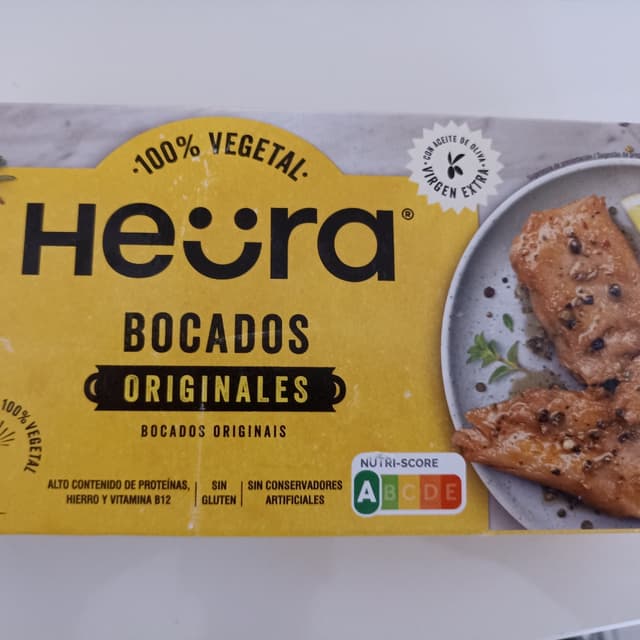 ·100% VEGETAL·
Heüra®
BOCADOS
ORIGINALES
BOCADOS ORIGINAIS
100% VEGETAL
ALTO CONTENIDO DE PROTEÍNAS,
HIERRO Y VITAMINA B12
SIN
GLUTEN
SIN CONSERVADORES
ARTIFICIALES
NUTRI-SCORE
A B C D E
·CON ACEITE DE OLIVA·
VIRGEN EXTRA